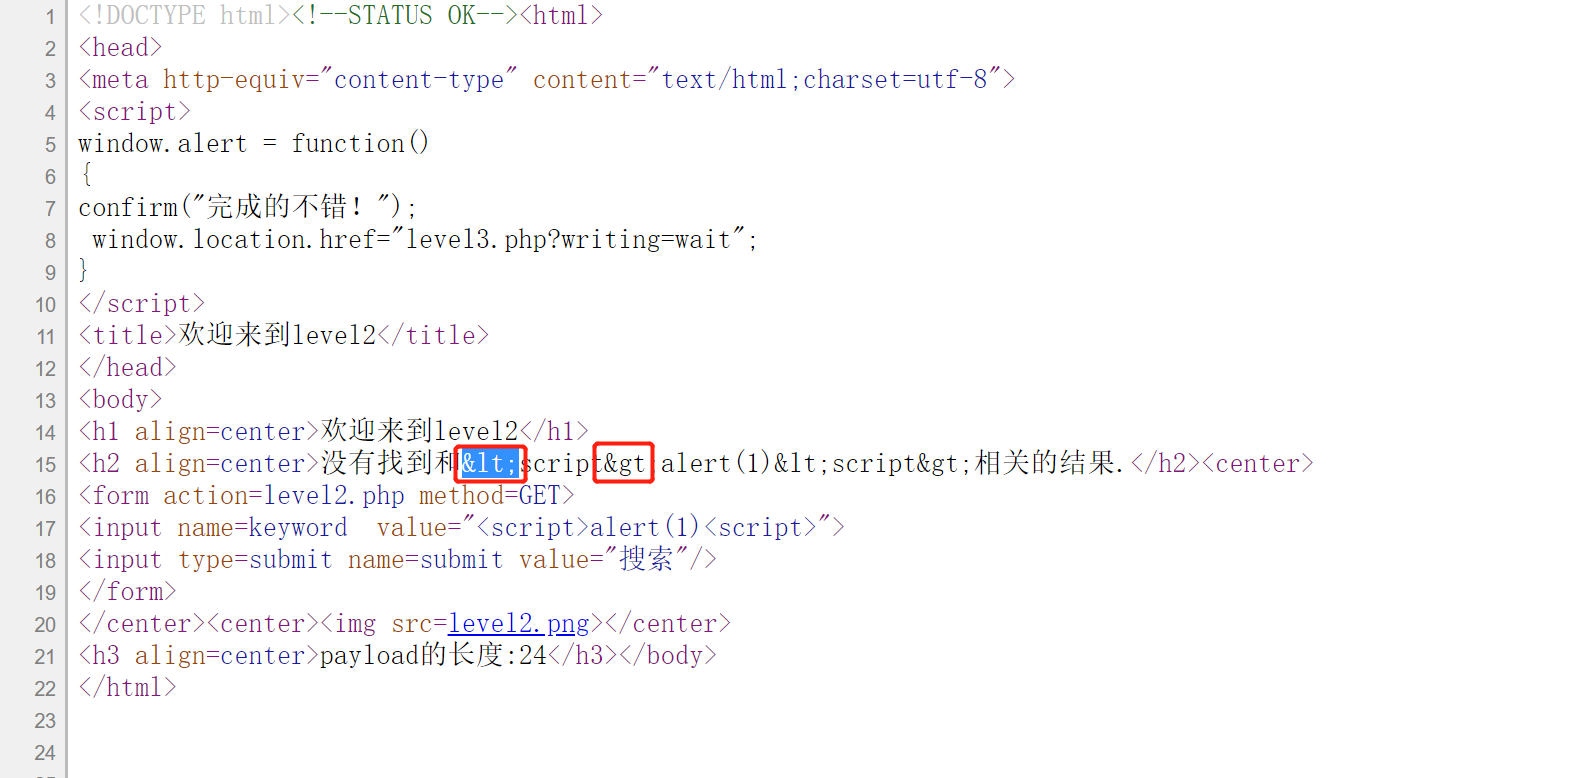 1 <!DOCTYPE html><!--STATUS OK--><html>
2 <head>
3 <meta http-equiv="content-type" content="text/html;charset=utf-8">
4 <script>
5 window.alert = function()
6 {
7 confirm("完成的不错！");
8  window.location.href="level3.php?writing=wait";
9 }
10 </script>
11 <title>欢迎来到level2</title>
12 </head>
13 <body>
14 <h1 align=center>欢迎来到level2</h1>
15 <h2 align=center>没有找到和&lt;script&gt;alert(1)&lt;script&gt;相关的结果.</h2><center>
16 <form action=level2.php method=GET>
17 <input name=keyword  value="<script>alert(1)<script>">
18 <input type=submit name=submit value="搜索"/>
19 </form>
20 </center><center><img src=level2.png></center>
21 <h3 align=center>payload的长度:24</h3></body>
22 </html>
23
24